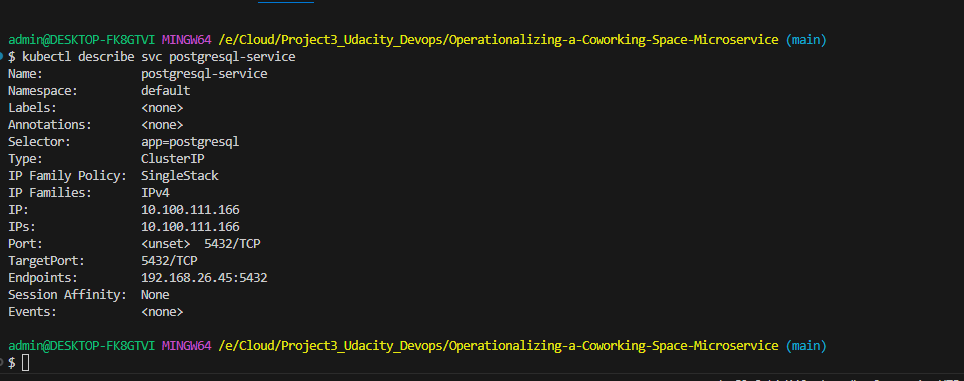 admin@DESKTOP-FK8GTVI MINGW64 /e/Cloud/Project3_Udacity_Devops/Operationalizing-a-Coworking-Space-Microservice (main)
$ kubectl describe svc postgresql-service
Name:              postgresql-service
Namespace:         default
Labels:            <none>
Annotations:       <none>
Selector:          app=postgresql
Type:              ClusterIP
IP Family Policy:  SingleStack
IP Families:       IPv4
IP:                10.100.111.166
IPs:               10.100.111.166
Port:              <unset>  5432/TCP
TargetPort:        5432/TCP
Endpoints:         192.168.26.45:5432
Session Affinity:  None
Events:            <none>
admin@DESKTOP-FK8GTVI MINGW64 /e/Cloud/Project3_Udacity_Devops/Operationalizing-a-Coworking-Space-Microservice (main)
$